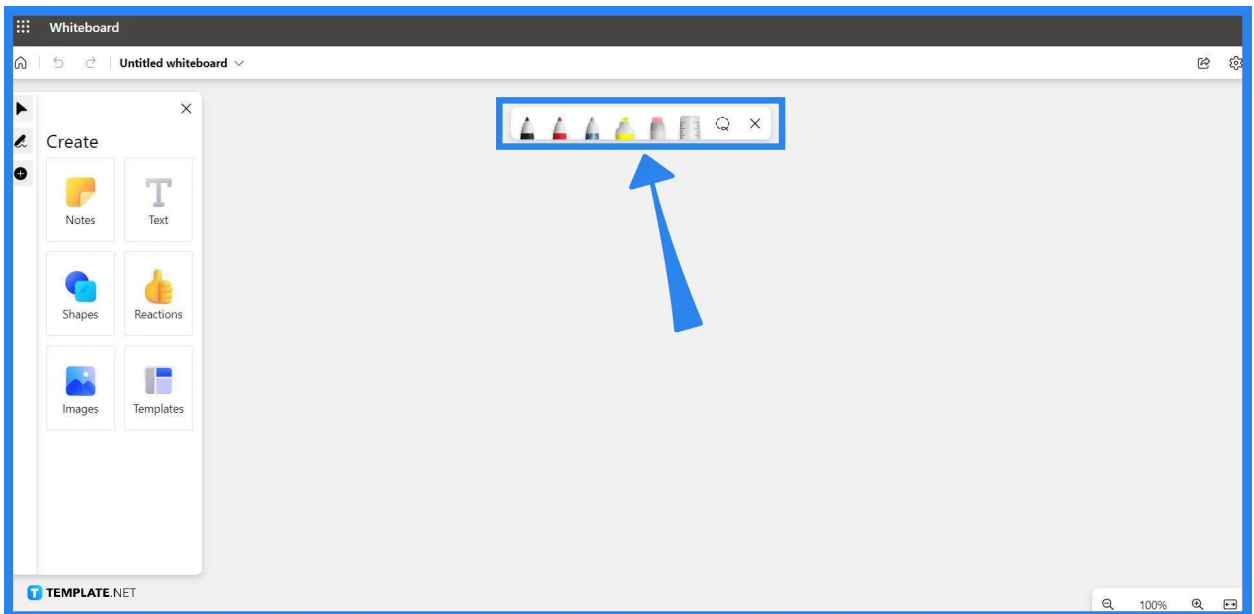 Whiteboard
Untitled whiteboard
Create
Notes
Text
Shapes
Reactions
Images
Templates
T TEMPLATE.NET
100%